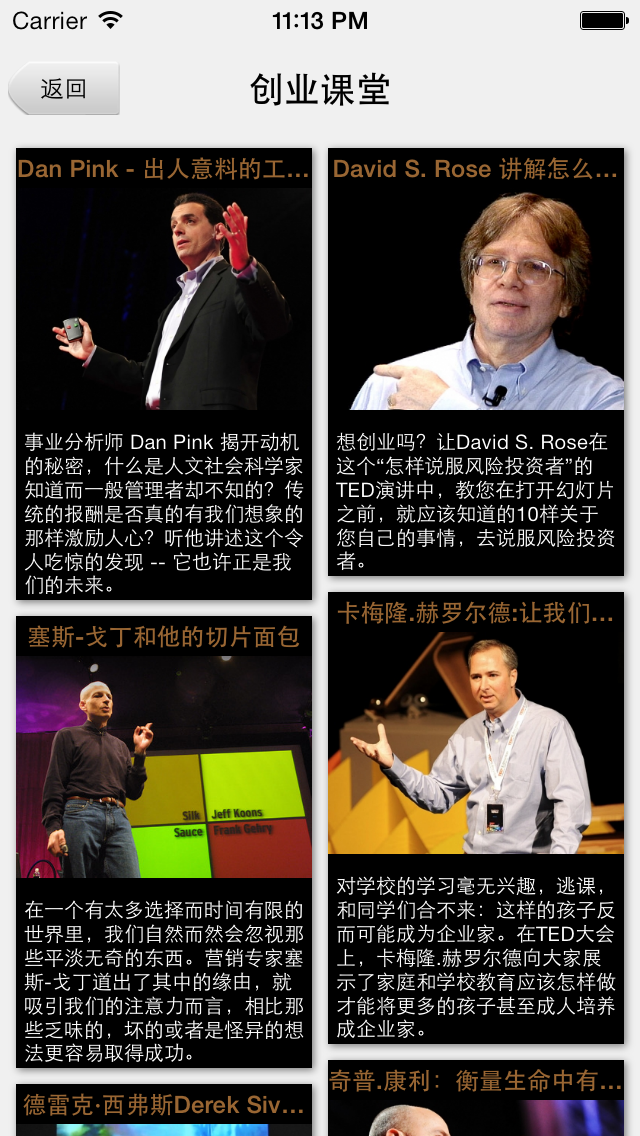 Carrier 11:13 PM
返回
创业课堂
Dan Pink - 出人意料的工...
事业分析师 Dan Pink 揭开动机
的秘密，什么是人文社会科学家
知道而一般管理者却不知的？传
统的报酬是否真的有我们想象的
那样激励人心？听他讲述这个令
人吃惊的发现 -- 它也许正是我
们的未来。
David S. Rose 讲解怎么...
想创业吗？让David S. Rose在
这个“怎样说服风险投资者”的
TED演讲中，教您在打开幻灯片
之前，就应该知道的10样关于
您自己的事情，去说服风险投资
者。
塞斯-戈丁和他的切片面包
Silk
Jeff Koons
Sauce
Frank Gehry
在一个有太多选择而时间有限的
世界里，我们自然而然会忽视那
些平淡无奇的东西。营销专家塞
斯-戈丁道出了其中的缘由，就
吸引我们的注意力而言，相比那
些乏味的，坏的或者是怪异的想
法更容易取得成功。
卡梅隆.赫罗尔德:让我们...
对学校的学习毫无兴趣，逃课，
和同学们合不来：这样的孩子反
而可能成为企业家。在TED大会
上，卡梅隆.赫罗尔德向大家展
示了家庭和学校教育应该怎样做
才能将更多的孩子甚至成人培养
成企业家。
德雷克·西弗斯Derek Siv...
奇普.康利：衡量生命中有...